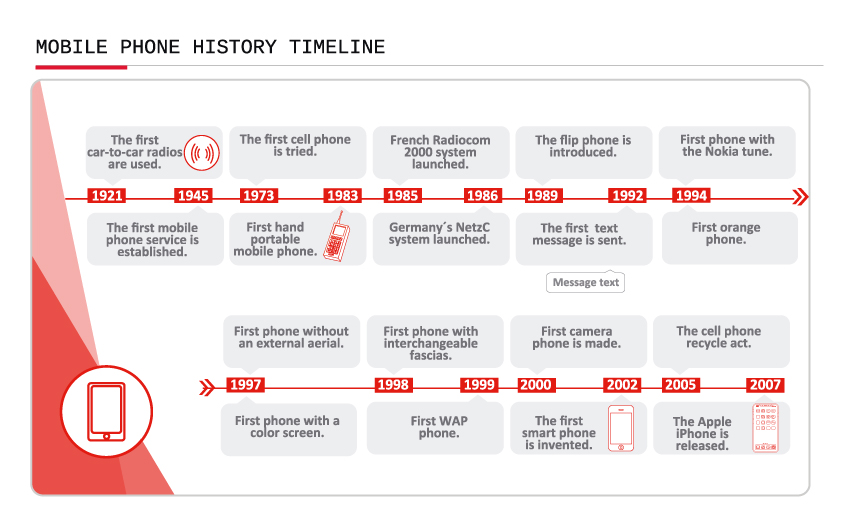 MOBILE PHONE HISTORY TIMELINE
The first
car-to-car radios
are used.
The first cell phone
is tried.
French Radiocom
2000 system
launched.
The flip phone is
introduced.
First phone with
the Nokia tune.
1921 1945 1973 1983 1985 1986 1989 1992 1994
The first mobile
phone service is
established.
First hand
portable
mobile phone.
Germany´s NetzC
system launched.
The first text
message is sent.
First orange
phone.
Message text
First phone without
an external aerial.
First phone with
interchangeable
fascias.
First camera
phone is made.
The cell phone
recycle act.
1997 1998 1999 2000 2002 2005 2007
First phone with a
color screen.
First WAP
phone.
The first
smart phone
is invented.
The Apple
iPhone is
released.